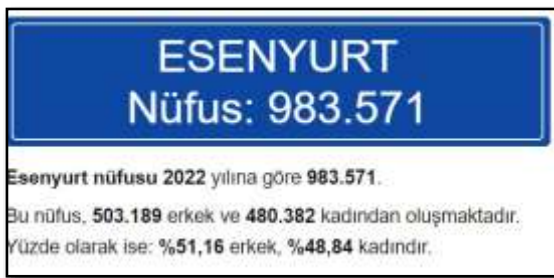 ESENYURT
Nüfus: 983.571
Esenyurt nüfusu 2022 yılına göre 983.571.
Bu nüfus, 503.189 erkek ve 480.382 kadından oluşmaktadır.
Yüzde olarak ise: %51,16 erkek, %48,84 kadındır.